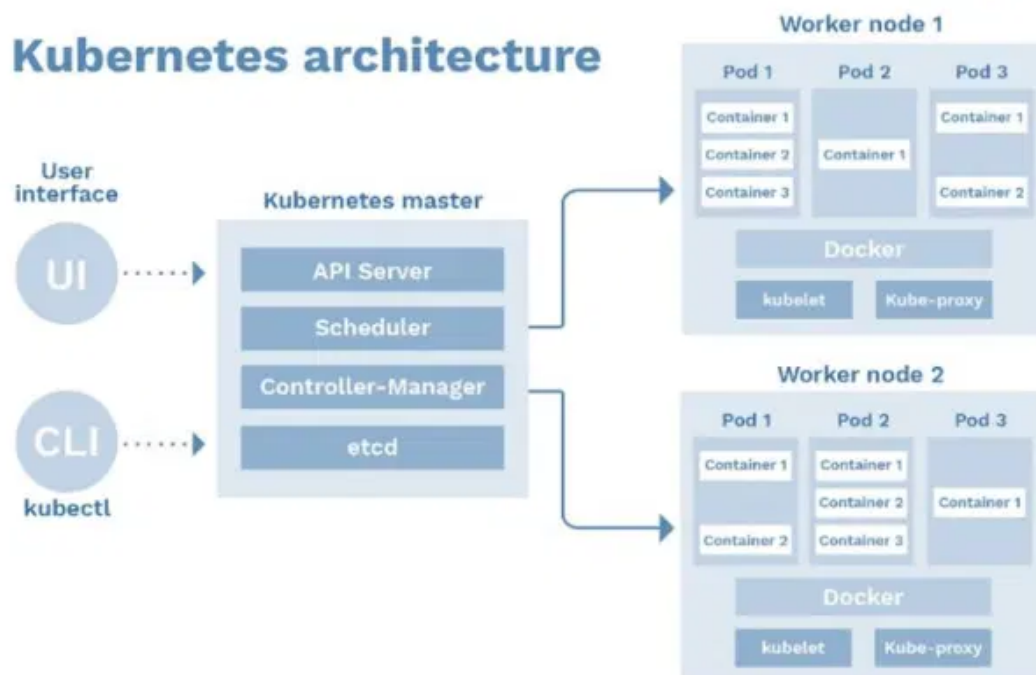 Kubernetes architecture
User
interface
UI
CLI
kubectl
Kubernetes master
API Server
Scheduler
Controller-Manager
etcd
Worker node 1
Pod 1
Container 1
Container 2
Container 3
Pod 2
Container 1
Pod 3
Container 1
Container 2
Docker
kubelet
Kube-proxy
Worker node 2
Pod 1
Container 1
Container 2
Pod 2
Container 1
Container 2
Container 3
Pod 3
Container 1
Docker
kubelet
Kube-proxy